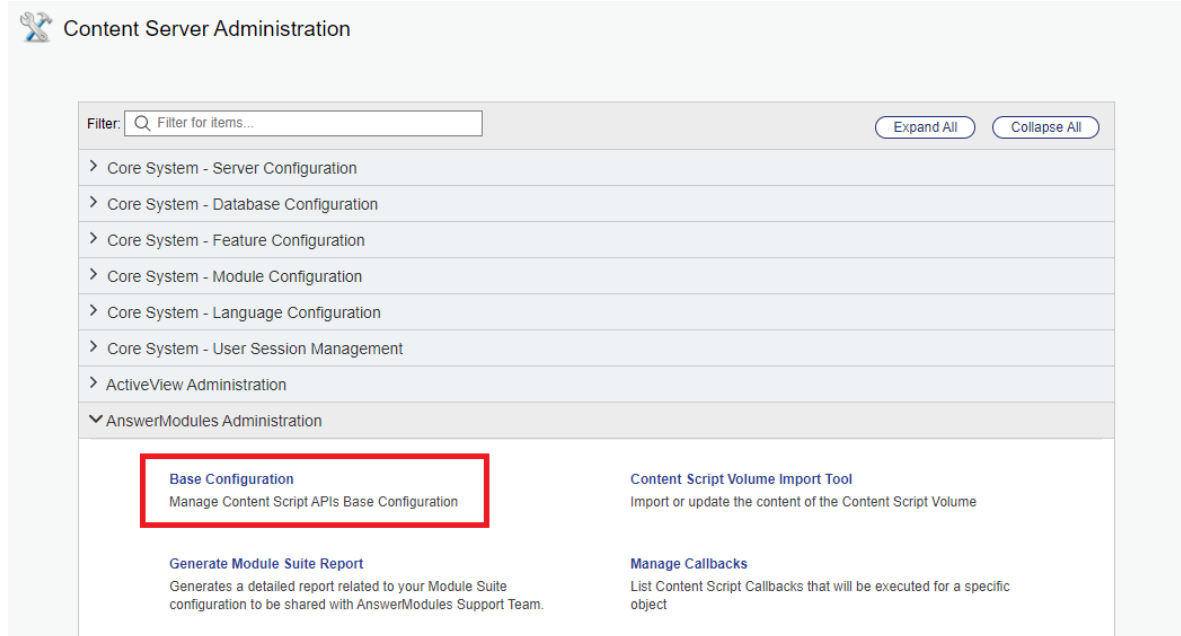 Content Server Administration
Filter: Filter for items...
Expand All
Collapse All
Core System - Server Configuration
Core System - Database Configuration
Core System - Feature Configuration
Core System - Module Configuration
Core System - Language Configuration
Core System - User Session Management
ActiveView Administration
AnswerModules Administration
Base Configuration
Manage Content Script APIs Base Configuration
Content Script Volume Import Tool
Import or update the content of the Content Script Volume
Generate Module Suite Report
Generates a detailed report related to your Module Suite
configuration to be shared with AnswerModules Support Team.
Manage Callbacks
List Content Script Callbacks that will be executed for a specific
object